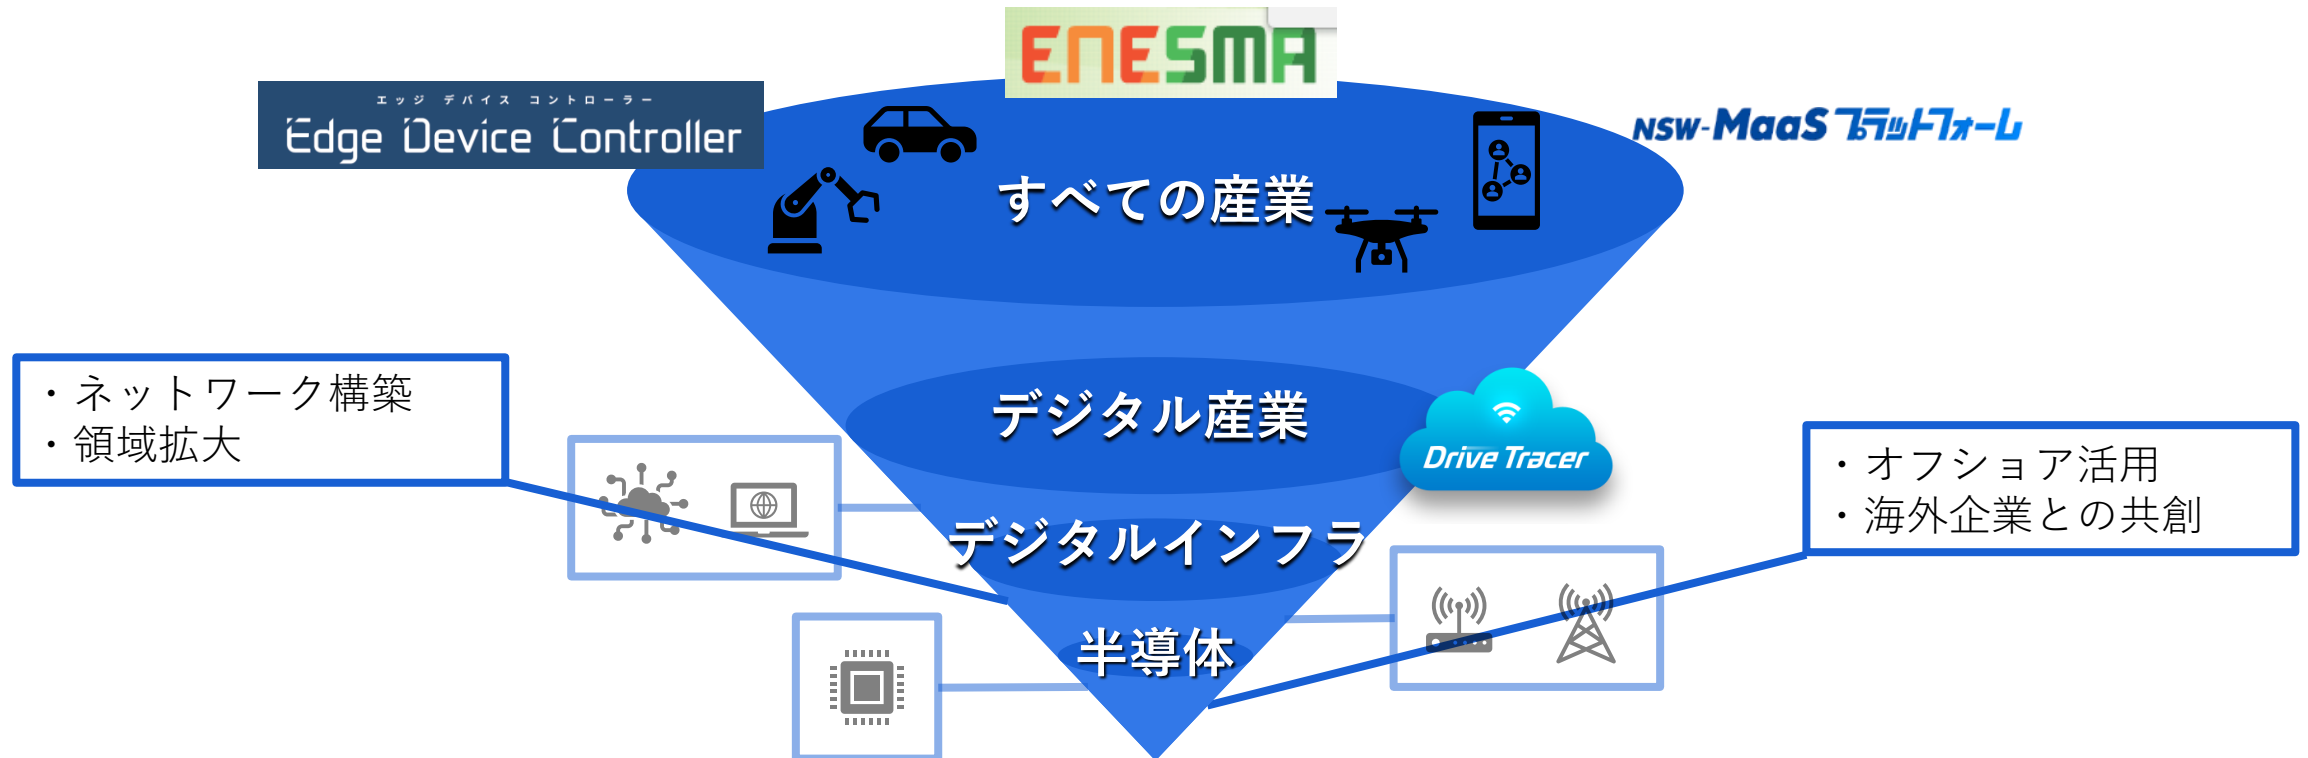 ENESMA
エッジ デバイス コントローラー
Edge Device Controller
NSW-MaaS プラットフォーム
すべての産業
・ネットワーク構築
・領域拡大
デジタル産業
Drive Tracer
・オフショア活用
・海外企業との共創
デジタルインフラ
半導体